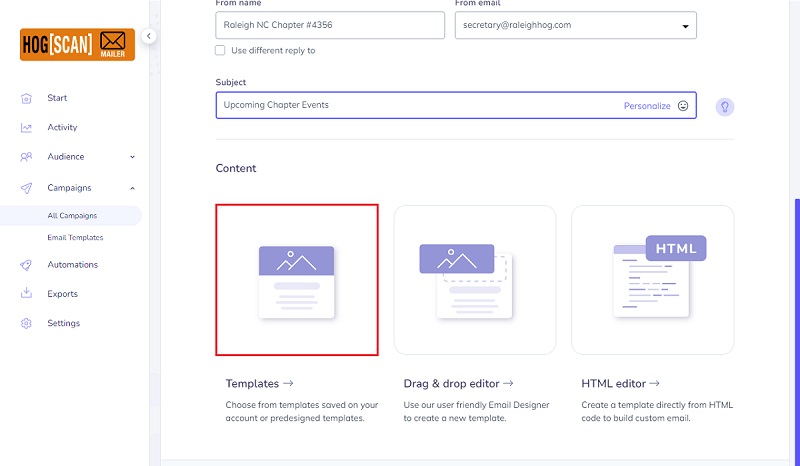 HOG[SCAN] MAILER
Start
Activity
Audience
Campaigns
All Campaigns
Email Templates
Automations
Exports
Settings
From name
From email
Raleigh NC Chapter #4356
secretary@raleighhog.com
Use different reply to
Subject
Upcoming Chapter Events
Personalize
Content
HTML
Templates →
Choose from templates saved on your
account or predesigned templates.
Drag & drop editor →
Use our user friendly Email Designer
to create a new template.
HTML editor →
Create a template directly from HTML
code to build custom email.